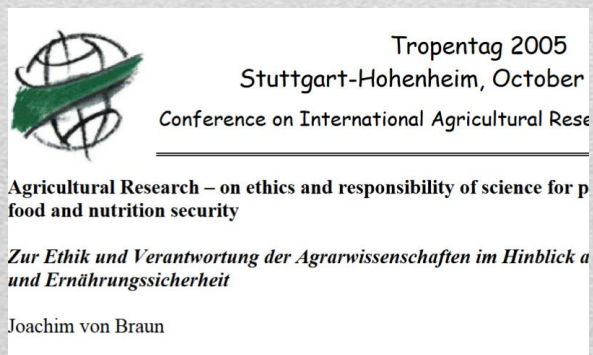 Tropentag 2005
Stuttgart-Hohenheim, October
Conference on International Agricultural
Agricultural Research – on ethics and responsibility of science for
food and nutrition security
Zur Ethik und Verantwortung der Agrarwissenschaften im Hinblick
und Ernährungssicherheit
Joachim von Braun